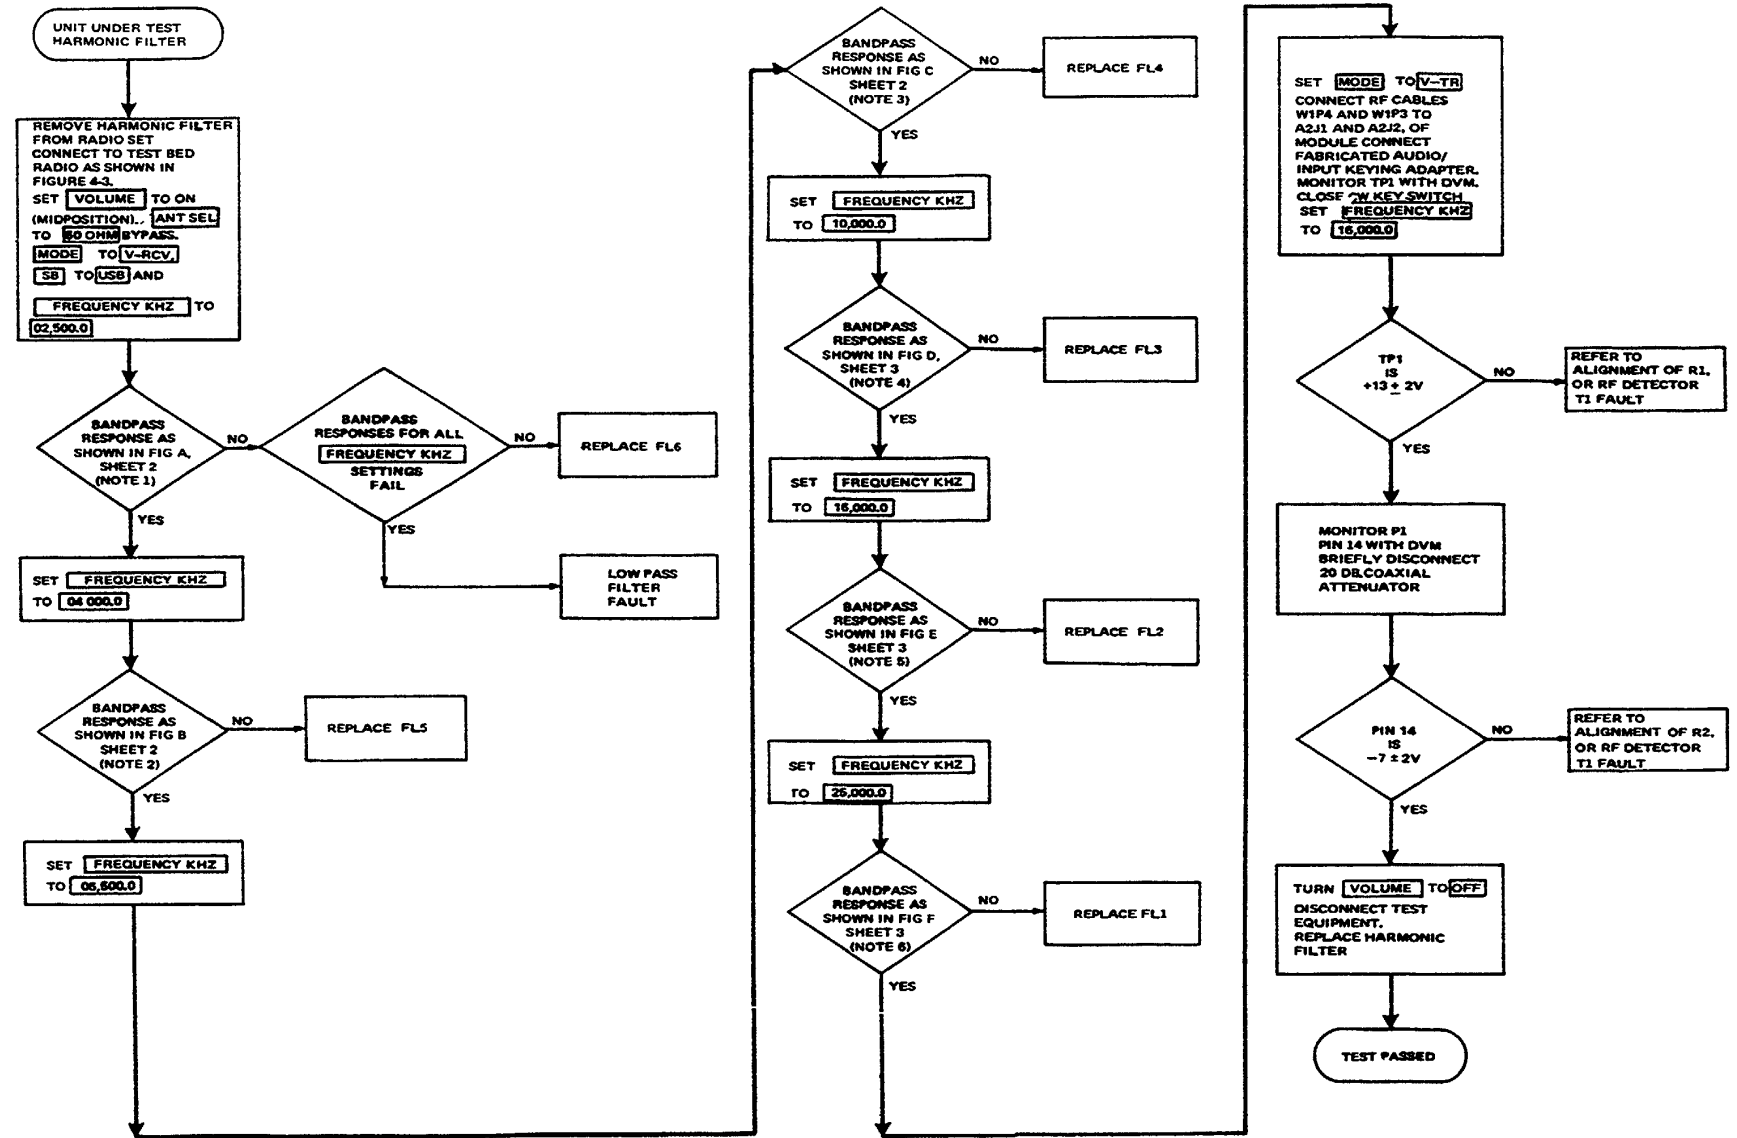 UNIT UNDER TEST
HARMONIC FILTER
REMOVE HARMONIC FILTER
FROM RADIO SET
CONNECT TO TEST BED
RADIO AS SHOWN IN
FIGURE 4-3.
SET VOLUME TO ON
(MIDPOSITION)., ANT SEL
TO 50 OHM BYPASS.
MODE TO V-RCV,
SB TO USB AND
FREQUENCY KHZ TO
02,500.0
BANDPASS
RESPONSE AS
SHOWN IN FIG A,
SHEET 2
(NOTE 1)
NO
YES
BANDPASS
RESPONSES FOR ALL
FREQUENCY KHZ
SETTINGS
FAIL
NO
REPLACE FL6
YES
LOW PASS
FILTER
FAULT
SET FREQUENCY KHZ
TO 04 000.0
BANDPASS
RESPONSE AS
SHOWN IN FIG B
SHEET 2
(NOTE 2)
NO
REPLACE FL5
YES
SET FREQUENCY KHZ
TO 06,500.0
BANDPASS
RESPONSE AS
SHOWN IN FIG C
SHEET 2
(NOTE 3)
NO
REPLACE FL4
YES
SET FREQUENCY KHZ
TO 10,000.0
BANDPASS
RESPONSE AS
SHOWN IN FIG D,
SHEET 3
(NOTE 4)
NO
REPLACE FL3
YES
SET FREQUENCY KHZ
TO 16,000.0
BANDPASS
RESPONSE AS
SHOWN IN FIG E
SHEET 3
(NOTE 5)
NO
REPLACE FL2
YES
SET FREQUENCY KHZ
TO 25,000.0
BANDPASS
RESPONSE AS
SHOWN IN FIG F
SHEET 3
(NOTE 6)
NO
REPLACE FL1
YES
SET MODE TO V-TR
CONNECT RF CABLES
W1P4 AND W1P3 TO
A2J1 AND A2J2, OF
MODULE CONNECT
FABRICATED AUDIO/
INPUT KEYING ADAPTER.
MONITOR TP1 WITH DVM.
CLOSE CW KEY SWITCH
SET FREQUENCY KHZ
TO 16,000.0
TP1
IS
+13 ± 2V
NO
REFER TO
ALIGNMENT OF R1,
OR RF DETECTOR
T1 FAULT
YES
MONITOR P1
PIN 14 WITH DVM
BRIEFLY DISCONNECT
20 DB.COAXIAL
ATTENUATOR
PIN 14
IS
-7 ± 2V
NO
REFER TO
ALIGNMENT OF R2,
OR RF DETECTOR
T1 FAULT
YES
TURN VOLUME TO OFF
DISCONNECT TEST
EQUIPMENT.
REPLACE HARMONIC
FILTER
TEST PASSED